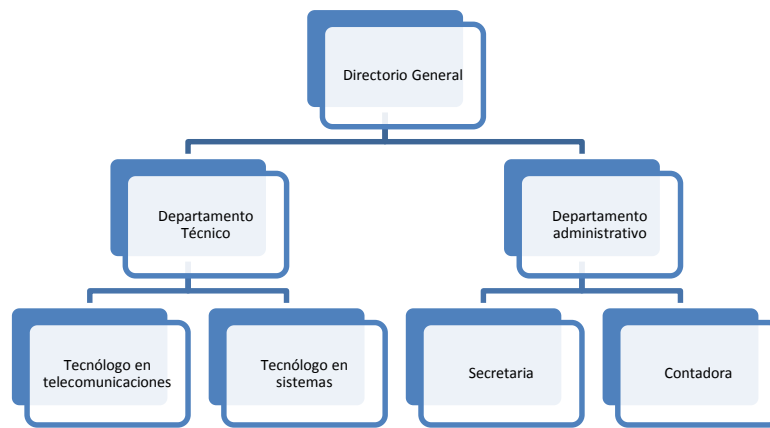 Directorio General
Departamento
Técnico
Departamento
administrativo
Tecnólogo en
telecomunicaciones
Tecnólogo en
sistemas
Secretaria
Contadora